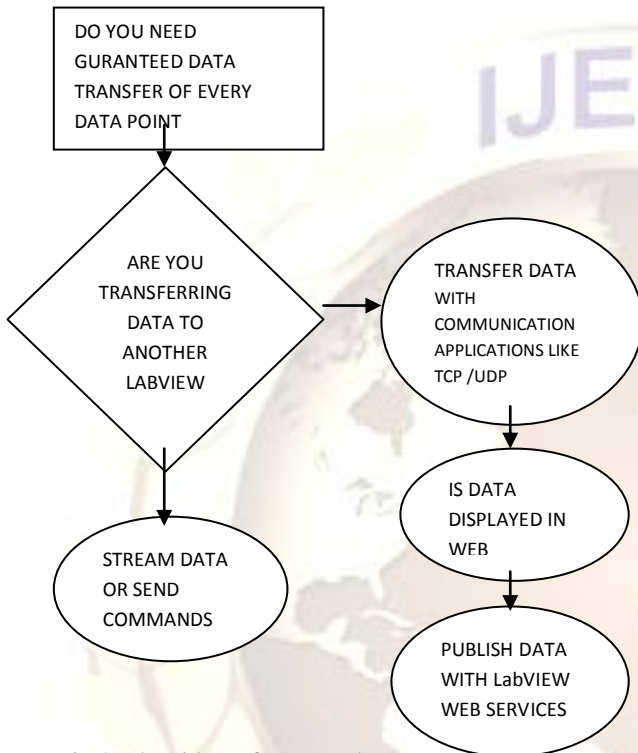 DO YOU NEED
GURANTEED DATA
TRANSFER OF EVERY
DATA POINT
IJE
ARE YOU
TRANSFERRING
DATA TO
ANOTHER
LABVIEW
TRANSFER DATA
WITH
COMMUNICATION
APPLICATIONS LIKE
TCP /UDP
IS DATA
DISPLAYED IN
WEB
STREAM DATA
OR SEND
COMMANDS
PUBLISH DATA
WITH LabVIEW
WEB SERVICES